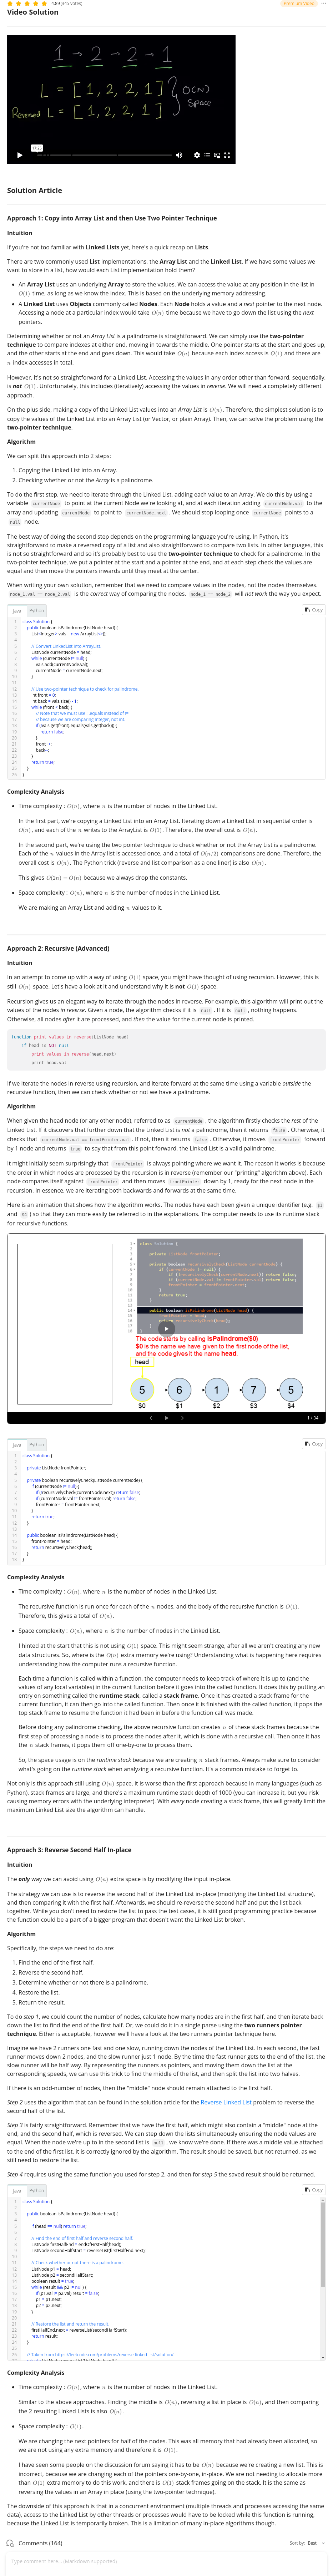 4.89 (345 votes)
Premium Video
Video Solution
1 → 2 → 2 → 1
L = [1, 2, 2, 1]
Reversed L = [1, 2, 2, 1]
O(n) Space
Solution Article
Approach 1: Copy into Array List and then Use Two Pointer Technique
Intuition
If you're not too familiar with Linked Lists yet, here's a quick recap on Lists.
There are two commonly used List implementations, the Array List and the Linked List. If we have some values we
want to store in a list, how would each List implementation hold them?
• An Array List uses an underlying Array to store the values. We can access the value at any position in the list in
O(1) time, as long as we know the index. This is based on the underlying memory addressing.
• A Linked List uses Objects commonly called Nodes. Each Node holds a value and a next pointer to the next node.
Accessing a node at a particular index would take O(n) time because we have to go down the list using the next
pointers.
Determining whether or not an Array List is a palindrome is straightforward. We can simply use the two-pointer
technique to compare indexes at either end, moving in towards the middle. One pointer starts at the start and goes up,
and the other starts at the end and goes down. This would take O(n) because each index access is O(1) and there are
n index accesses in total.
However, it's not so straightforward for a Linked List. Accessing the values in any order other than forward, sequentially,
is not O(1). Unfortunately, this includes (iteratively) accessing the values in reverse. We will need a completely different
approach.
On the plus side, making a copy of the Linked List values into an Array List is O(n). Therefore, the simplest solution is to
copy the values of the Linked List into an Array List (or Vector, or plain Array). Then, we can solve the problem using the
two-pointer technique.
Algorithm
We can split this approach into 2 steps:
1. Copying the Linked List into an Array.
2. Checking whether or not the Array is a palindrome.
To do the first step, we need to iterate through the Linked List, adding each value to an Array. We do this by using a
variable currentNode to point at the current Node we're looking at, and at each iteration adding currentNode.val to the
array and updating currentNode to point to currentNode.next . We should stop looping once currentNode points to a
null node.
The best way of doing the second step depends on the programming language you're using. In Python, it's
straightforward to make a reversed copy of a list and also straightforward to compare two lists. In other languages, this
is not so straightforward and so it's probably best to use the two-pointer technique to check for a palindrome. In the
two-pointer technique, we put a pointer at the start and a pointer at the end, and at each step check the values are
equal and then move the pointers inwards until they meet at the center.
When writing your own solution, remember that we need to compare values in the nodes, not the nodes themselves.
node_1.val == node_2.val is the correct way of comparing the nodes. node_1 == node_2 will not work the way you expect.
Java Python Copy
1 class Solution {
2 public boolean isPalindrome(ListNode head) {
3 List<Integer> vals = new ArrayList<>();
4
5 // Convert LinkedList into ArrayList.
6 ListNode currentNode = head;
7 while (currentNode != null) {
8 vals.add(currentNode.val);
9 currentNode = currentNode.next;
10 }
11
12 // Use two-pointer technique to check for palindrome.
13 int front = 0;
14 int back = vals.size() - 1;
15 while (front < back) {
16 // Note that we must use ! .equals instead of !=
17 // because we are comparing Integer, not int.
18 if (!vals.get(front).equals(vals.get(back))) {
19 return false;
20 }
21 front++;
22 back--;
23 }
24 return true;
25 }
26 }
Complexity Analysis
• Time complexity : O(n), where n is the number of nodes in the Linked List.
In the first part, we're copying a Linked List into an Array List. Iterating down a Linked List in sequential order is
O(n), and each of the n writes to the ArrayList is O(1). Therefore, the overall cost is O(n).
In the second part, we're using the two pointer technique to check whether or not the Array List is a palindrome.
Each of the n values in the Array list is accessed once, and a total of O(n/2) comparisons are done. Therefore, the
overall cost is O(n). The Python trick (reverse and list comparison as a one liner) is also O(n).
This gives O(2n) = O(n) because we always drop the constants.
• Space complexity : O(n), where n is the number of nodes in the Linked List.
We are making an Array List and adding n values to it.
Approach 2: Recursive (Advanced)
Intuition
In an attempt to come up with a way of using O(1) space, you might have thought of using recursion. However, this is
still O(n) space. Let's have a look at it and understand why it is not O(1) space.
Recursion gives us an elegant way to iterate through the nodes in reverse. For example, this algorithm will print out the
values of the nodes in reverse. Given a node, the algorithm checks if it is null . If it is null , nothing happens.
Otherwise, all nodes after it are processed, and then the value for the current node is printed.
function print_values_in_reverse(ListNode head)
if head is NOT null
print_values_in_reverse(head.next)
print head.val
If we iterate the nodes in reverse using recursion, and iterate forward at the same time using a variable outside the
recursive function, then we can check whether or not we have a palindrome.
Algorithm
When given the head node (or any other node), referred to as currentNode , the algorithm firstly checks the rest of the
Linked List. If it discovers that further down that the Linked List is not a palindrome, then it returns false . Otherwise, it
checks that currentNode.val == frontPointer.val . If not, then it returns false . Otherwise, it moves frontPointer forward
by 1 node and returns true to say that from this point forward, the Linked List is a valid palindrome.
It might initially seem surprisingly that frontPointer is always pointing where we want it. The reason it works is because
the order in which nodes are processed by the recursion is in reverse (remember our "printing" algorithm above). Each
node compares itself against frontPointer and then moves frontPointer down by 1, ready for the next node in the
recursion. In essence, we are iterating both backwards and forwards at the same time.
Here is an animation that shows how the algorithm works. The nodes have each been given a unique identifier (e.g. $1
and $4 ) so that they can more easily be referred to in the explanations. The computer needs to use its runtime stack
for recursive functions.
The code starts by calling isPalindrome($0)
$0 is the name we have given to the first node of the list,
and the code gives it the name head.
head
5 6 1 7 5
$0 $1 $2 $3 $4
1 / 34
Java Python Copy
1 class Solution {
2
3 private ListNode frontPointer;
4
5 private boolean recursivelyCheck(ListNode currentNode) {
6 if (currentNode != null) {
7 if (!recursivelyCheck(currentNode.next)) return false;
8 if (currentNode.val != frontPointer.val) return false;
9 frontPointer = frontPointer.next;
10 }
11 return true;
12 }
13
14 public boolean isPalindrome(ListNode head) {
15 frontPointer = head;
16 return recursivelyCheck(head);
17 }
18 }
Complexity Analysis
• Time complexity : O(n), where n is the number of nodes in the Linked List.
The recursive function is run once for each of the n nodes, and the body of the recursive function is O(1).
Therefore, this gives a total of O(n).
• Space complexity : O(n), where n is the number of nodes in the Linked List.
I hinted at the start that this is not using O(1) space. This might seem strange, after all we aren't creating any new
data structures. So, where is the O(n) extra memory we're using? Understanding what is happening here requires
understanding how the computer runs a recursive function.
Each time a function is called within a function, the computer needs to keep track of where it is up to (and the
values of any local variables) in the current function before it goes into the called function. It does this by putting an
entry on something called the runtime stack, called a stack frame. Once it has created a stack frame for the
current function, it can then go into the called function. Then once it is finished with the called function, it pops the
top stack frame to resume the function it had been in before the function call was made.
Before doing any palindrome checking, the above recursive function creates n of these stack frames because the
first step of processing a node is to process the nodes after it, which is done with a recursive call. Then once it has
the n stack frames, it pops them off one-by-one to process them.
So, the space usage is on the runtime stack because we are creating n stack frames. Always make sure to consider
what's going on the runtime stack when analyzing a recursive function. It's a common mistake to forget to.
Not only is this approach still using O(n) space, it is worse than the first approach because in many languages (such as
Python), stack frames are large, and there's a maximum runtime stack depth of 1000 (you can increase it, but you risk
causing memory errors with the underlying interpreter). With every node creating a stack frame, this will greatly limit the
maximum Linked List size the algorithm can handle.
Approach 3: Reverse Second Half In-place
Intuition
The only way we can avoid using O(n) extra space is by modifying the input in-place.
The strategy we can use is to reverse the second half of the Linked List in-place (modifying the Linked List structure),
and then comparing it with the first half. Afterwards, we should re-reverse the second half and put the list back
together. While you don't need to restore the list to pass the test cases, it is still good programming practice because
the function could be a part of a bigger program that doesn't want the Linked List broken.
Algorithm
Specifically, the steps we need to do are:
1. Find the end of the first half.
2. Reverse the second half.
3. Determine whether or not there is a palindrome.
4. Restore the list.
5. Return the result.
To do step 1, we could count the number of nodes, calculate how many nodes are in the first half, and then iterate back
down the list to find the end of the first half. Or, we could do it in a single parse using the two runners pointer
technique. Either is acceptable, however we'll have a look at the two runners pointer technique here.
Imagine we have 2 runners one fast and one slow, running down the nodes of the Linked List. In each second, the fast
runner moves down 2 nodes, and the slow runner just 1 node. By the time the fast runner gets to the end of the list, the
slow runner will be half way. By representing the runners as pointers, and moving them down the list at the
corresponding speeds, we can use this trick to find the middle of the list, and then split the list into two halves.
If there is an odd-number of nodes, then the "middle" node should remain attached to the first half.
Step 2 uses the algorithm that can be found in the solution article for the Reverse Linked List problem to reverse the
second half of the list.
Step 3 is fairly straightforward. Remember that we have the first half, which might also contain a "middle" node at the
end, and the second half, which is reversed. We can step down the lists simultaneously ensuring the node values are
equal. When the node we're up to in the second list is null , we know we're done. If there was a middle value attached
to the end of the first list, it is correctly ignored by the algorithm. The result should be saved, but not returned, as we
still need to restore the list.
Step 4 requires using the same function you used for step 2, and then for step 5 the saved result should be returned.
Java Python Copy
1 class Solution {
2
3 public boolean isPalindrome(ListNode head) {
4
5 if (head == null) return true;
6
7 // Find the end of first half and reverse second half.
8 ListNode firstHalfEnd = endOfFirstHalf(head);
9 ListNode secondHalfStart = reverseList(firstHalfEnd.next);
10
11 // Check whether or not there is a palindrome.
12 ListNode p1 = head;
13 ListNode p2 = secondHalfStart;
14 boolean result = true;
15 while (result && p2 != null) {
16 if (p1.val != p2.val) result = false;
17 p1 = p1.next;
18 p2 = p2.next;
19 }
20
21 // Restore the list and return the result.
22 firstHalfEnd.next = reverseList(secondHalfStart);
23 return result;
24 }
25
26 // Taken from https://leetcode.com/problems/reverse-linked-list/solution/
Complexity Analysis
• Time complexity : O(n), where n is the number of nodes in the Linked List.
Similar to the above approaches. Finding the middle is O(n), reversing a list in place is O(n), and then comparing
the 2 resulting Linked Lists is also O(n).
• Space complexity : O(1).
We are changing the next pointers for half of the nodes. This was all memory that had already been allocated, so
we are not using any extra memory and therefore it is O(1).
I have seen some people on the discussion forum saying it has to be O(n) because we're creating a new list. This is
incorrect, because we are changing each of the pointers one-by-one, in-place. We are not needing to allocate more
than O(1) extra memory to do this work, and there is O(1) stack frames going on the stack. It is the same as
reversing the values in an Array in place (using the two-pointer technique).
The downside of this approach is that in a concurrent environment (multiple threads and processes accessing the same
data), access to the Linked List by other threads or processes would have to be locked while this function is running,
because the Linked List is temporarily broken. This is a limitation of many in-place algorithms though.
Comments (164)
Sort by: Best
Type comment here... (Markdown supported)